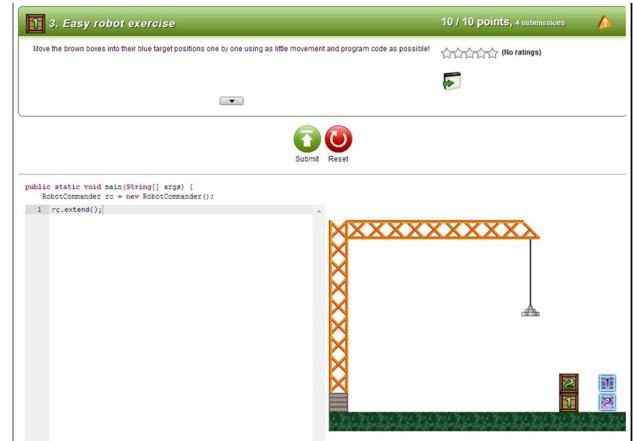 1 3. Easy robot exercise
10 / 10 points, 4 submissions
Move the brown boxes into their blue target positions one by one using as little movement and program code as possible!
(No ratings)
Submit Reset
public static void main(String[] args) {
RobotCommander rc = new RobotCommander();
1 rc.extend();
2 1
1 2